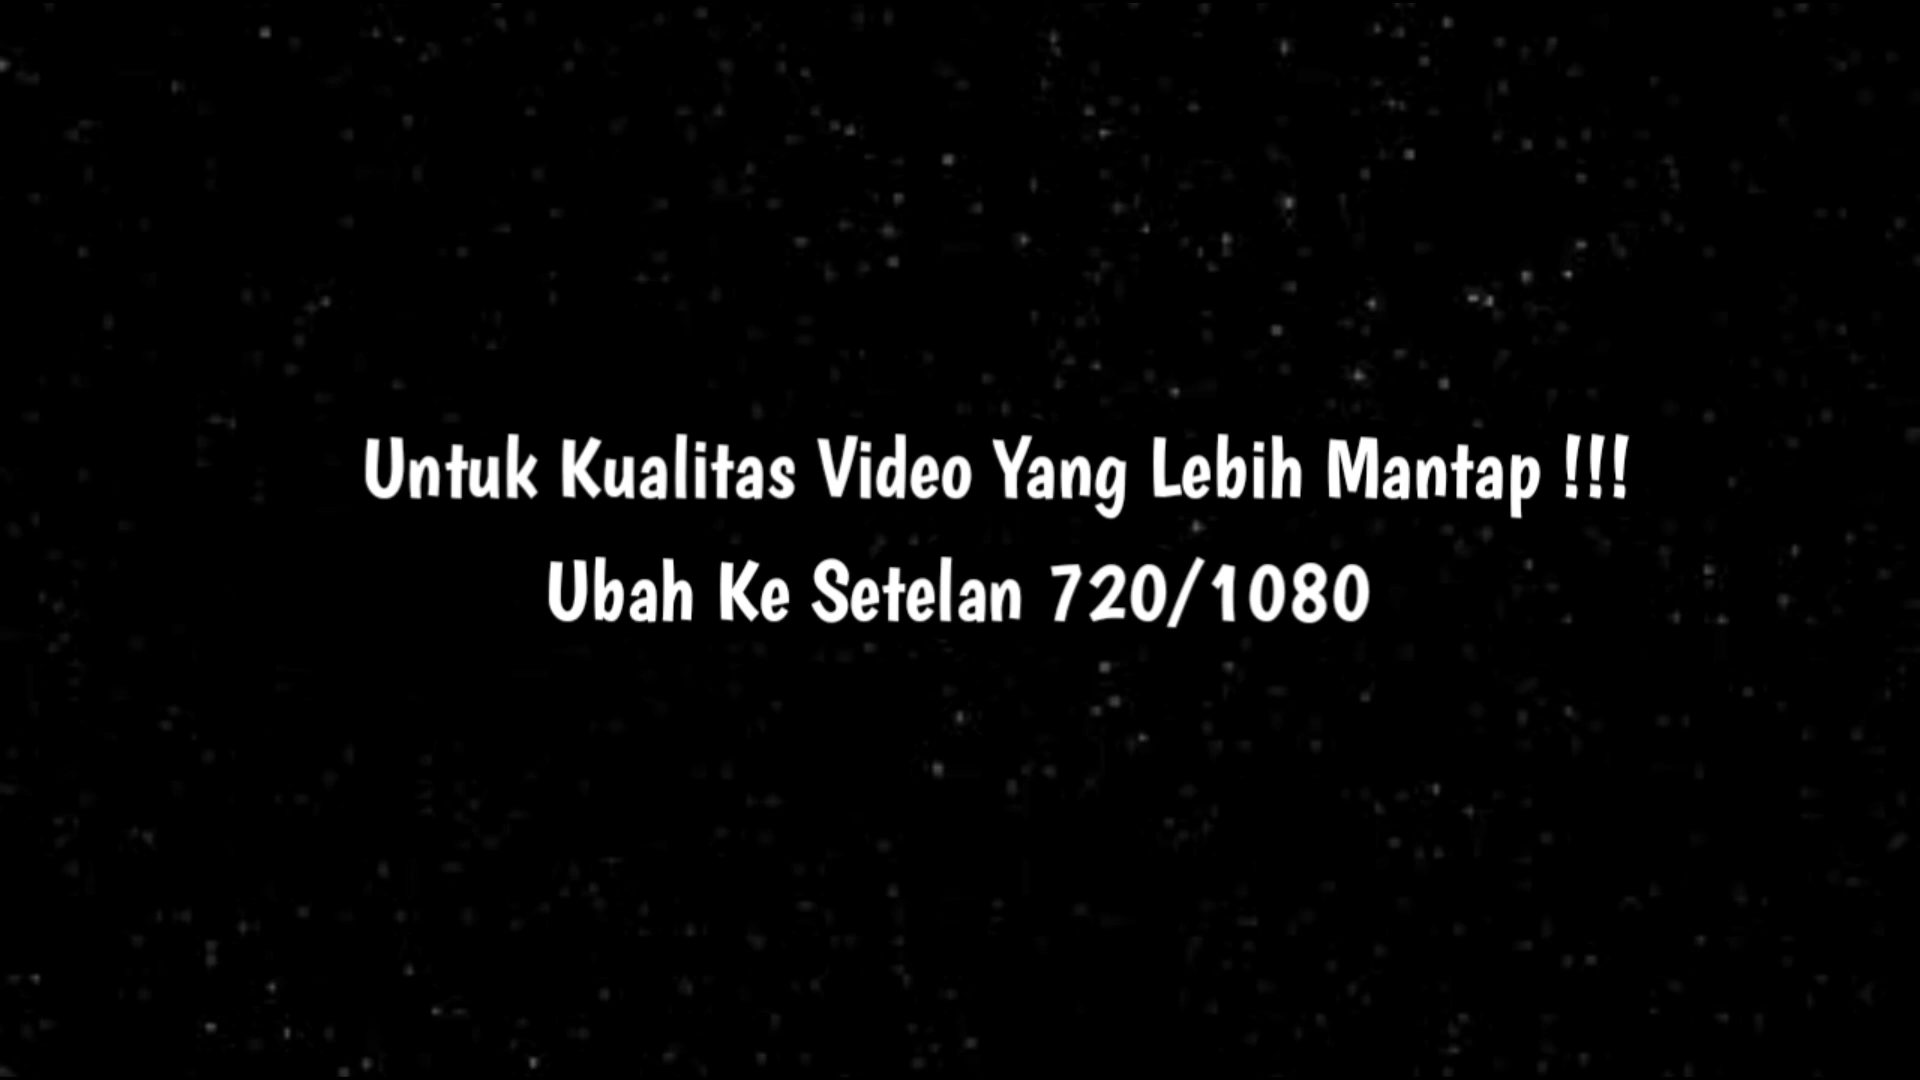 Untuk Kualitas Video Yang Lebih Mantap !!!
Ubah Ke Setelan 720/1080